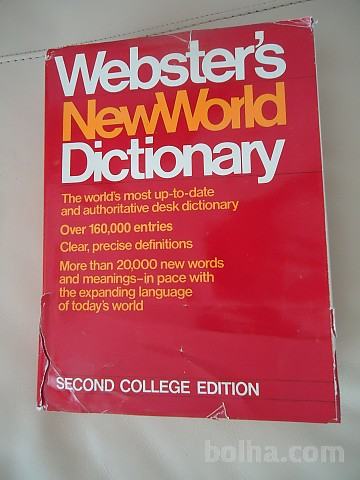 Webster's
NewWorld
Dictionary
The world's most up-to-date
and authoritative desk dictionary
Over 160,000 entries
Clear, precise definitions
More than 20,000 new words
and meanings–in pace with
the expanding language
of today's world
SECOND COLLEGE EDITION
bolha.com